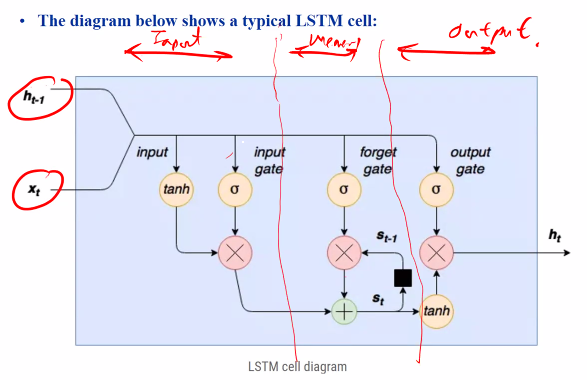 • The diagram below shows a typical LSTM cell:
Input
Memory
Output.
h_{t-1}
x_t
input
input gate
forget gate
output gate
tanh
σ
σ
σ
s_{t-1}
h_t
s_t
+
tanh
LSTM cell diagram